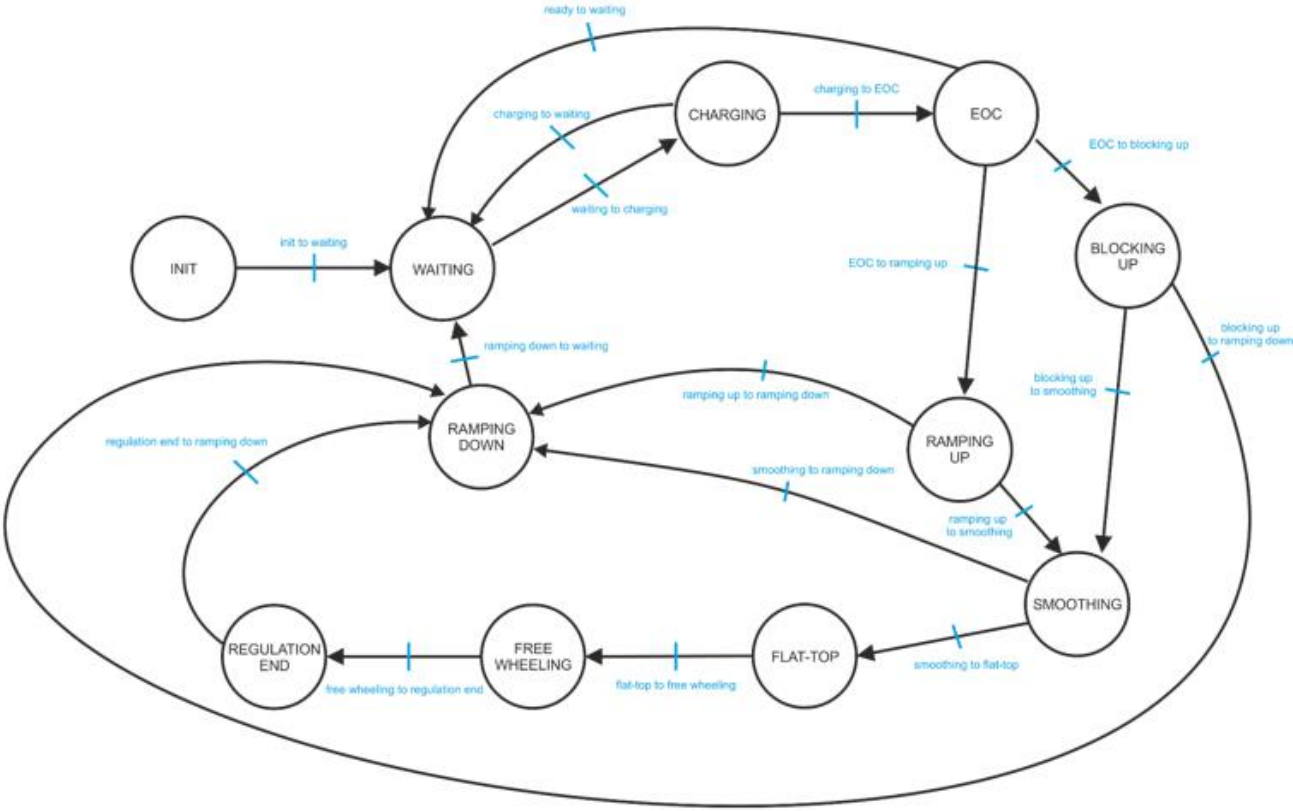 ready to waiting
charging to EOC
charging to waiting
CHARGING
EOC
EOC to blocking up
waiting to charging
init to waiting
BLOCKING
UP
INIT
WAITING
EOC to ramping up
blocking up
to ramping down
ramping down to waiting
blocking up
to smoothing
ramping up to ramping down
RAMPING
DOWN
regulation end to ramping down
RAMPING
UP
smoothing to ramping down
ramping up
to smoothing
SMOOTHING
REGULATION
END
FREE
WHEELING
FLAT-TOP
smoothing to flat-top
free wheeling to regulation end
flat-top to free wheeling